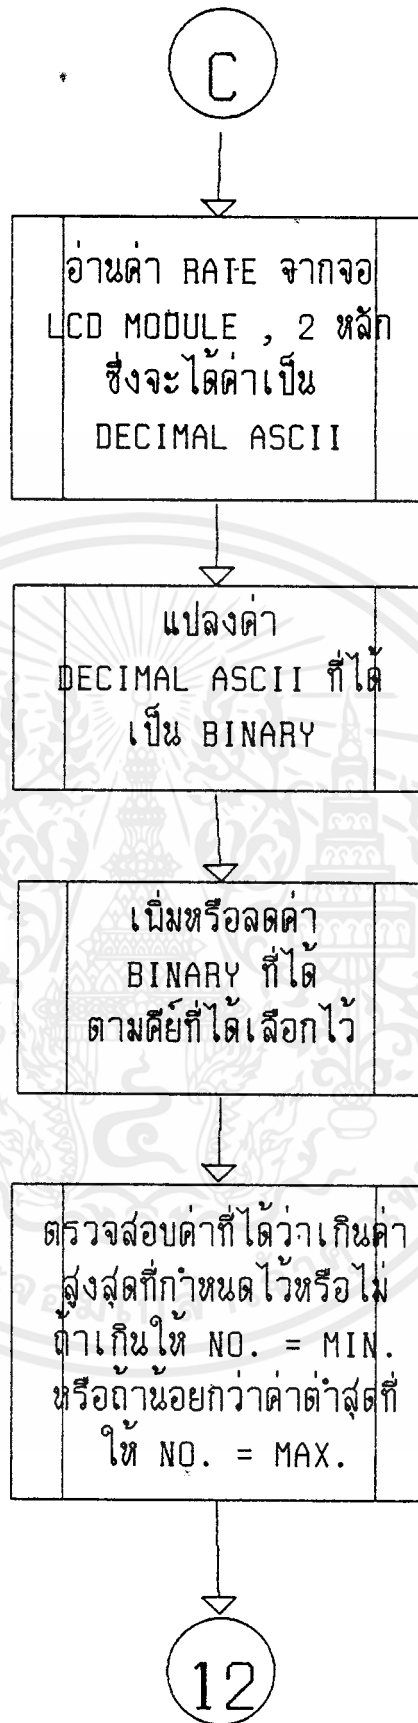 C
อ่านค่า RATE จากจอ
LCD MODULE , 2 หลัก
ซึ่งจะได้ค่าเป็น
DECIMAL ASCII
แปลงค่า
DECIMAL ASCII ที่ได้
เป็น BINARY
เพิ่มหรือลดค่า
BINARY ที่ได้
ตามคีย์ที่ได้เลือกไว้
ตรวจสอบค่าที่ได้ว่าเกินค่า
สูงสุดที่กำหนดไว้หรือไม่
ถ้าเกินให้ NO. = MIN.
หรือถ้าน้อยกว่าค่าต่ำสุดที่
ให้ NO. = MAX.
12